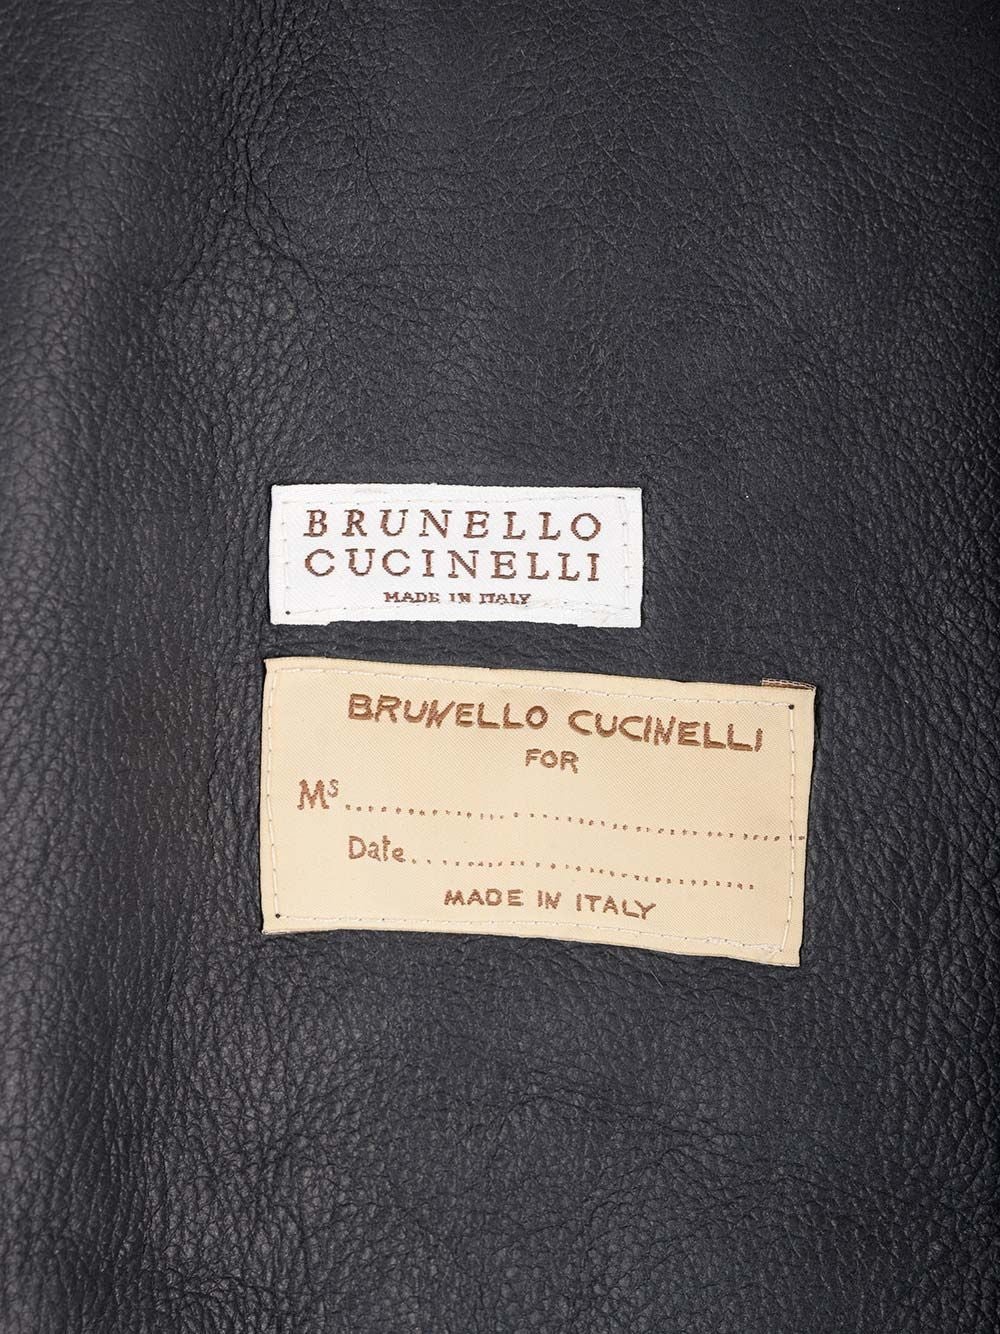 BRUNELLO
CUCINELLI
MADE IN ITALY
BRUNELLO CUCINELLI
FOR
Ms..........................................
Date..........................................
MADE IN ITALY